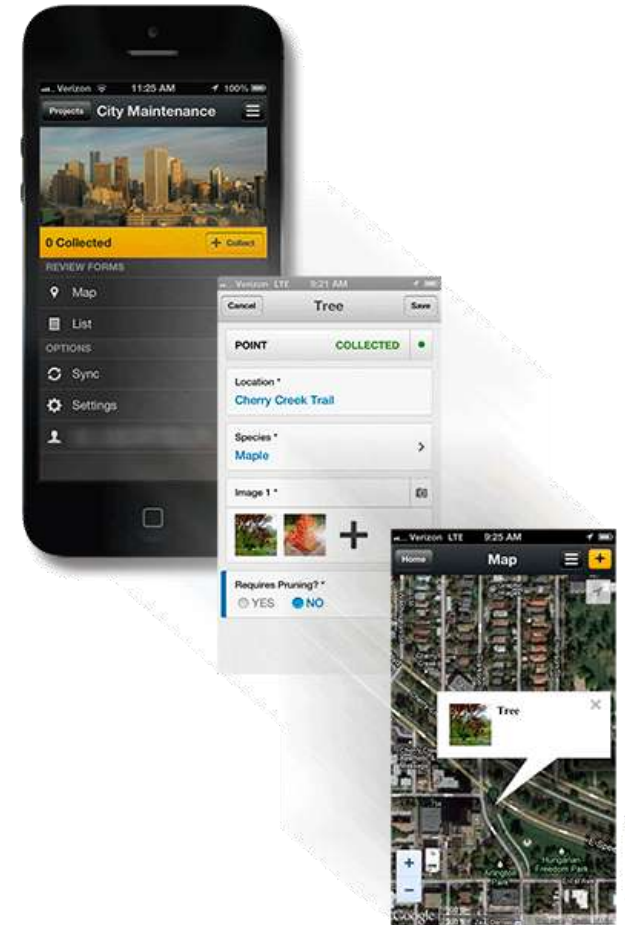 Verizon 11:25 AM 100%
Projects City Maintenance
0 Collected + Collect
REVIEW FORMS
Map
List
OPTIONS
Sync
Settings
Verizon LTE 9:21 AM
Cancel Tree Save
POINT COLLECTED
Location *
Cherry Creek Trail
Species *
Maple
Image 1 *
Requires Pruning? *
YES NO
Verizon LTE 9:25 AM
Home Map +
Tree
Hungarian
Freedom Park
Arlington
Park
+
−
Google